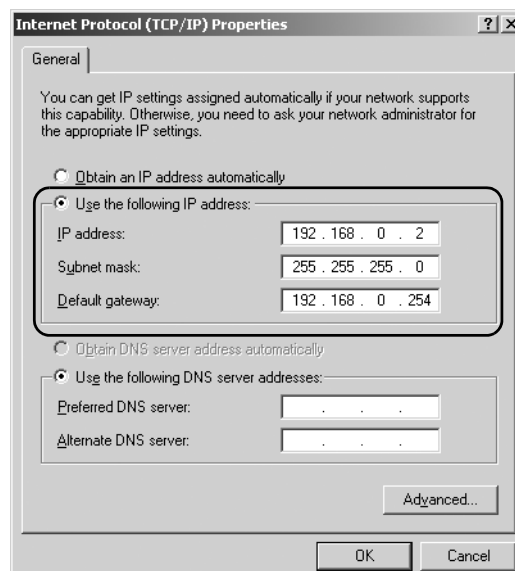 Internet Protocol (TCP/IP) Properties
? X
General
You can get IP settings assigned automatically if your network supports
this capability. Otherwise, you need to ask your network administrator for
the appropriate IP settings.
Obtain an IP address automatically
Use the following IP address:
IP address: 192 . 168 . 0 . 2
Subnet mask: 255 . 255 . 255 . 0
Default gateway: 192 . 168 . 0 . 254
Obtain DNS server address automatically
Use the following DNS server addresses:
Preferred DNS server: . . .
Alternate DNS server: . . .
Advanced...
OK Cancel